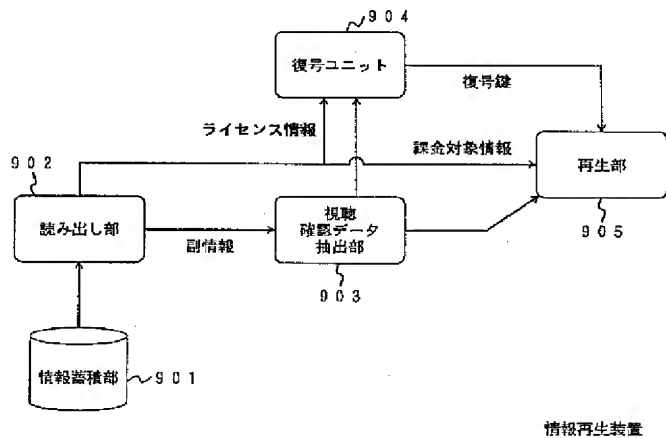 904
復号ユニット
復号鍵
ライセンス情報
課金対象情報
902
再生部
読み出し部
視聴
確認データ
抽出部
副情報
905
903
情報蓄積部
901
情報再生装置